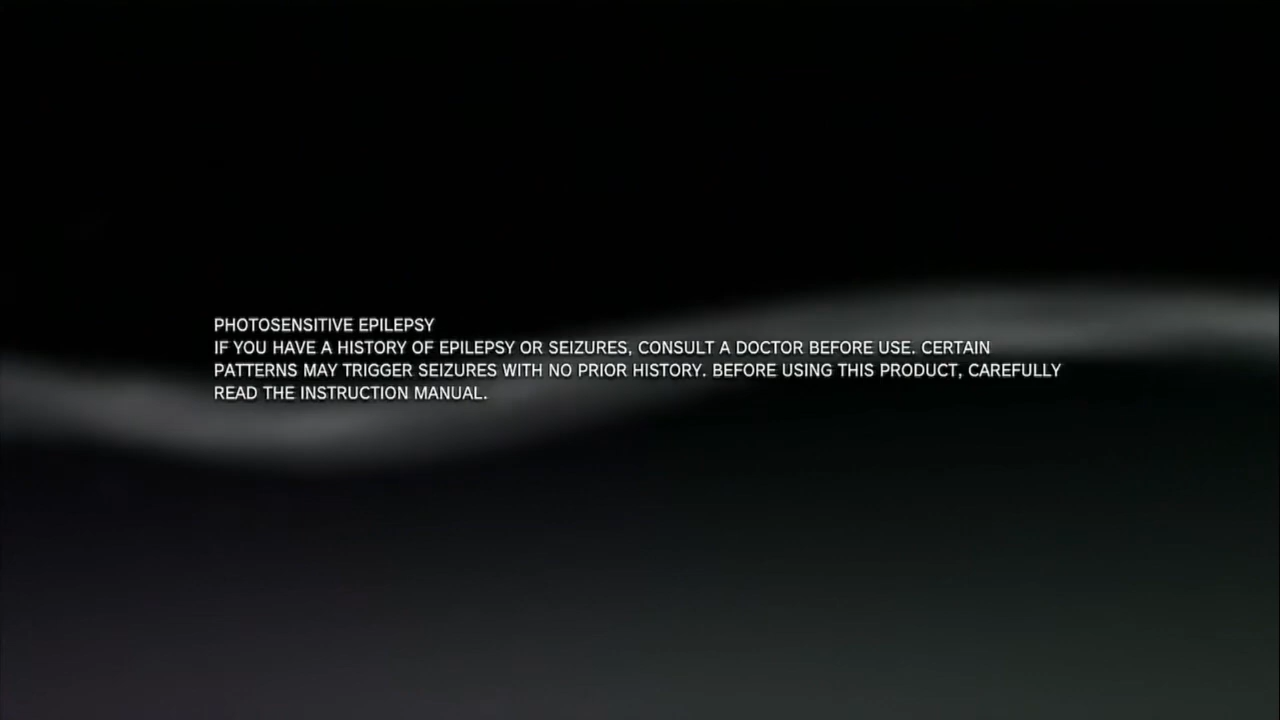 PHOTOSENSITIVE EPILEPSY
IF YOU HAVE A HISTORY OF EPILEPSY OR SEIZURES, CONSULT A DOCTOR BEFORE USE. CERTAIN
PATTERNS MAY TRIGGER SEIZURES WITH NO PRIOR HISTORY. BEFORE USING THIS PRODUCT, CAREFULLY
READ THE INSTRUCTION MANUAL.